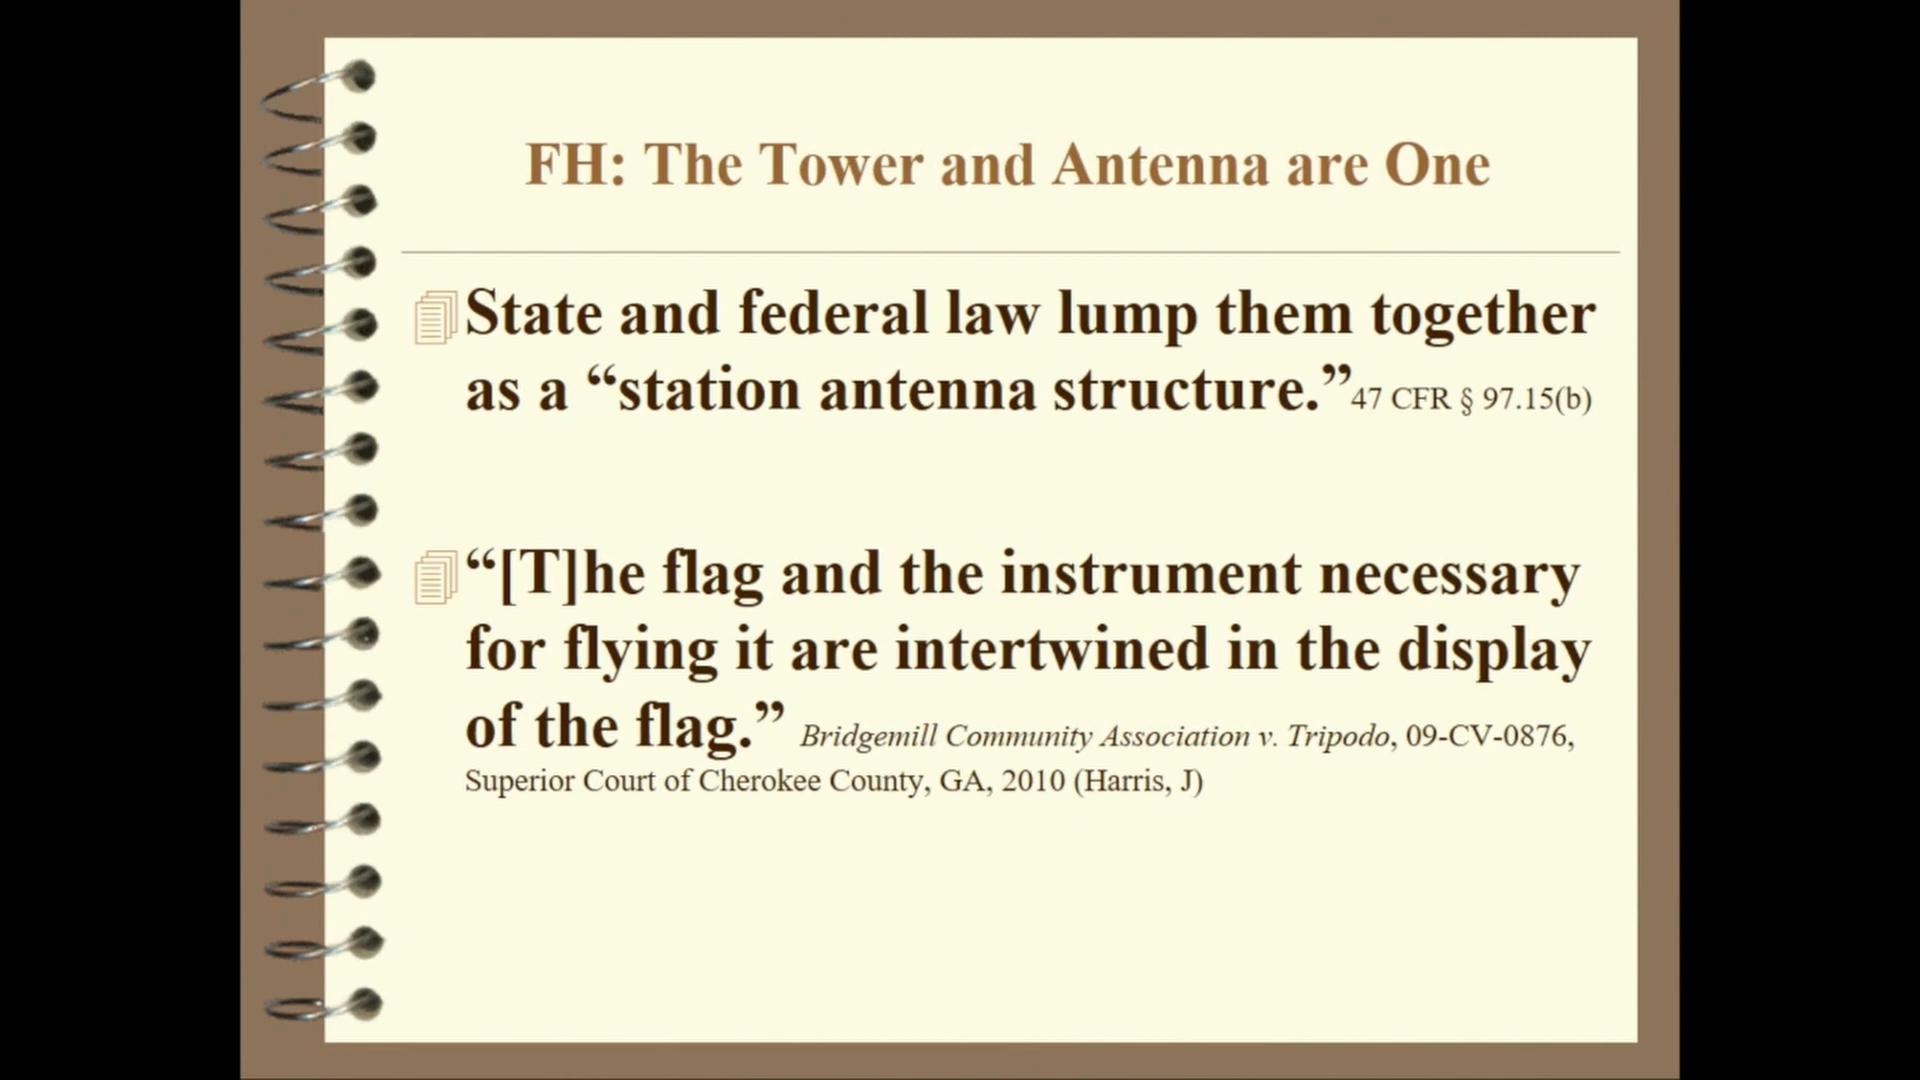 FH: The Tower and Antenna are One
State and federal law lump them together
as a “station antenna structure.”47 CFR § 97.15(b)
“[T]he flag and the instrument necessary
for flying it are intertwined in the display
of the flag.” Bridgemill Community Association v. Tripodo, 09-CV-0876,
Superior Court of Cherokee County, GA, 2010 (Harris, J)